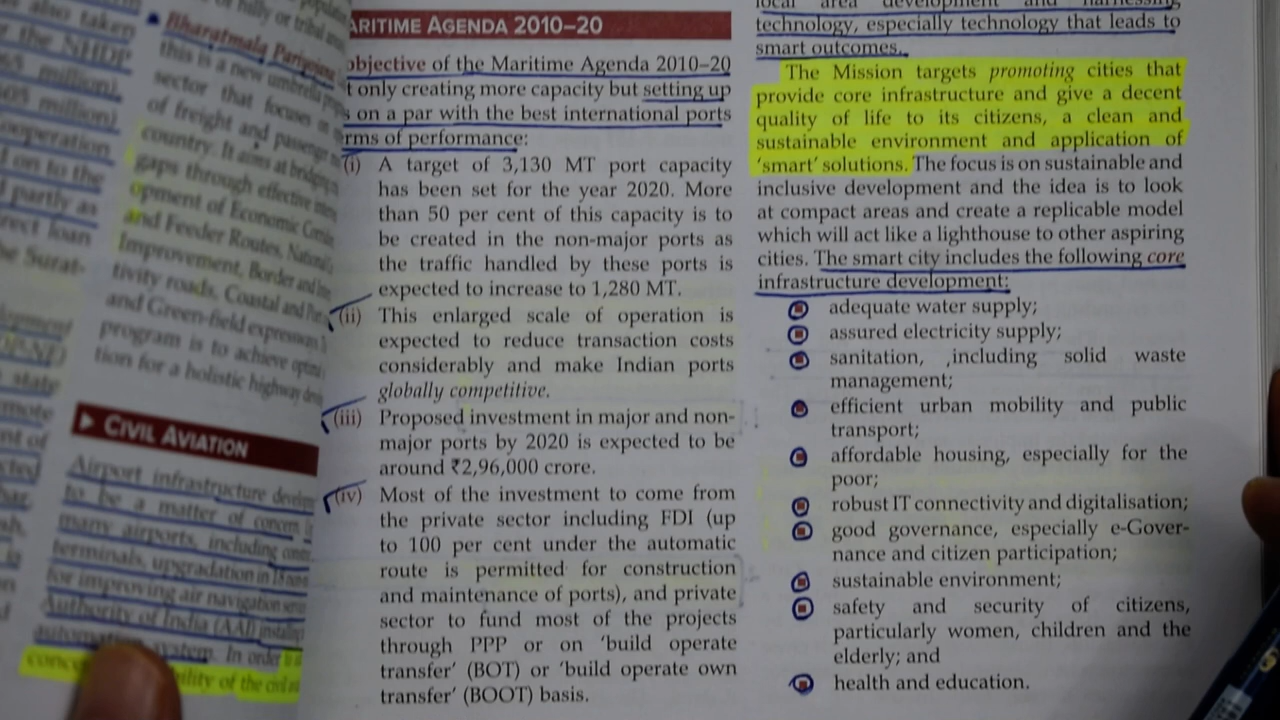 also taken
the NHDP
million).
million)
partly as
direct loan
Surat-
of hilly or tribal areas
Bharatmala Pariyojana
this is a new umbrella
sector that focuses
of freight and passenger
country. It aims at bridging
gaps through effective
opment of Economic
and Feeder Routes, National
Improvement, Border and
tivity roads, Coastal and
and Green-field expressways
program is to achieve
tion for a holistic highway
CIVIL AVIATION
Airport infrastructure
to be a matter of concern.
many airports, including
terminals, upgradation in
for improving air navigation
Authority of India (AAI)
system. In order
of the civil
ARITIME AGENDA 2010–20
objective of the Maritime Agenda 2010–20
t only creating more capacity but setting up
s on a par with the best international ports
rms of performance:
(i) A target of 3,130 MT port capacity
has been set for the year 2020. More
than 50 per cent of this capacity is to
be created in the non-major ports as
the traffic handled by these ports is
expected to increase to 1,280 MT.
(ii) This enlarged scale of operation is
expected to reduce transaction costs
considerably and make Indian ports
globally competitive.
(iii) Proposed investment in major and non-
major ports by 2020 is expected to be
around ₹2,96,000 crore.
(iv) Most of the investment to come from
the private sector including FDI (up
to 100 per cent under the automatic
route is permitted for construction
and maintenance of ports), and private
sector to fund most of the projects
through PPP or on 'build operate
transfer' (BOT) or 'build operate own
transfer' (BOOT) basis.
local area development and harnessing
technology, especially technology that leads to
smart outcomes.
The Mission targets promoting cities that
provide core infrastructure and give a decent
quality of life to its citizens, a clean and
sustainable environment and application of
'smart' solutions. The focus is on sustainable and
inclusive development and the idea is to look
at compact areas and create a replicable model
which will act like a lighthouse to other aspiring
cities. The smart city includes the following core
infrastructure development:
adequate water supply;
assured electricity supply;
sanitation, including solid waste
management;
efficient urban mobility and public
transport;
affordable housing, especially for the
poor;
robust IT connectivity and digitalisation;
good governance, especially e-Gover-
nance and citizen participation;
sustainable environment;
safety and security of citizens,
particularly women, children and the
elderly; and
health and education.